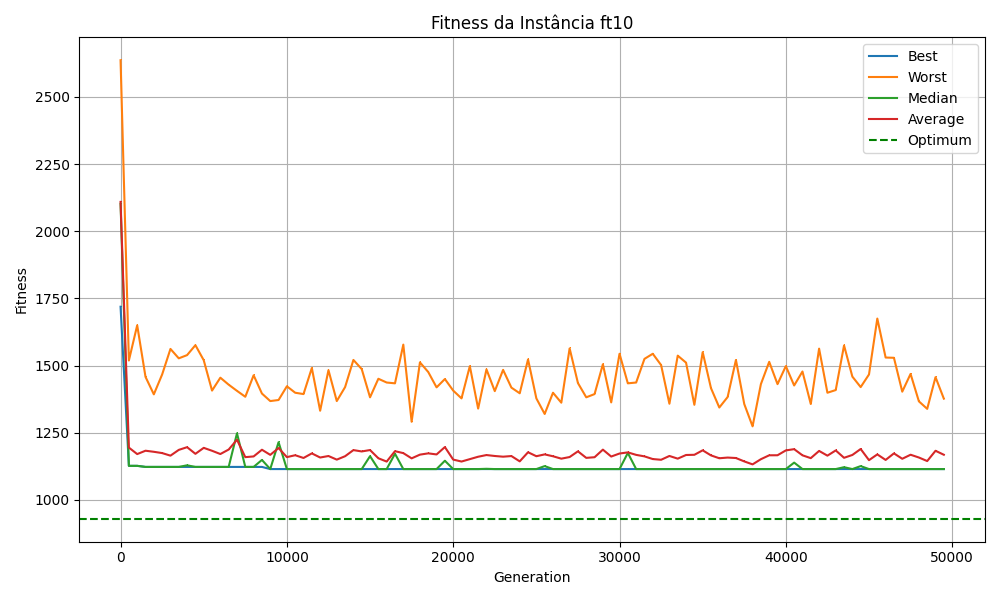 Fitness da Instância ft10
Best
Worst
Median
Average
Optimum
Fitness
2500
2250
2000
1750
1500
1250
1000
0
10000
20000
30000
40000
50000
Generation